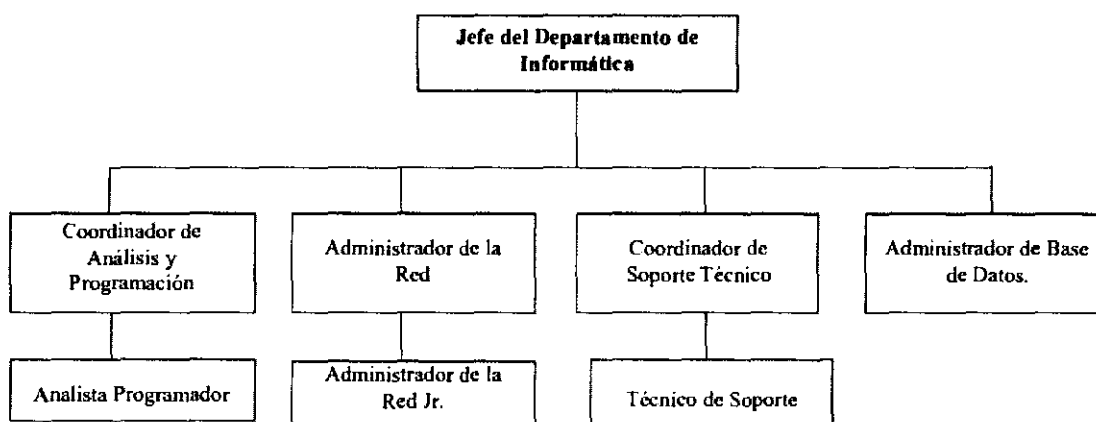 Jefe del Departamento de
Informática
Coordinador de
Análisis y
Programación
Administrador de la
Red
Coordinador de
Soporte Técnico
Administrador de Base
de Datos.
Analista Programador
Administrador de la
Red Jr.
Técnico de Soporte